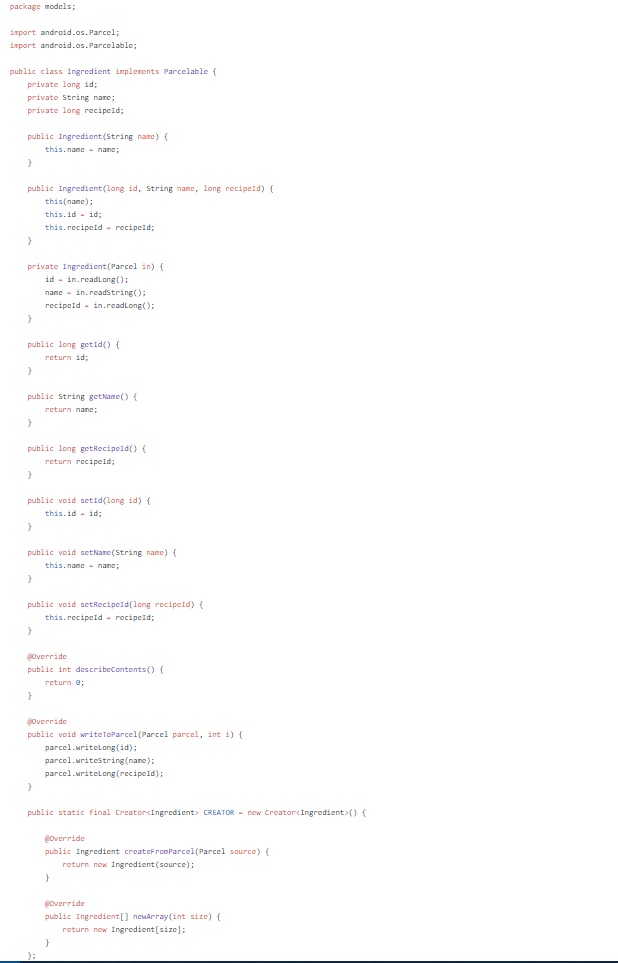 package models;
import android.os.Parcel;
import android.os.Parcelable;
public class Ingredient implements Parcelable {
private long id;
private String name;
private long recipeId;
public Ingredient(String name) {
this.name = name;
}
public Ingredient(long id, String name, long recipeId) {
this(name);
this.id = id;
this.recipeId = recipeId;
}
private Ingredient(Parcel in) {
id = in.readLong();
name = in.readString();
recipeId = in.readLong();
}
public long getId() {
return id;
}
public String getName() {
return name;
}
public long getRecipeId() {
return recipeId;
}
public void setId(long id) {
this.id = id;
}
public void setName(String name) {
this.name = name;
}
public void setRecipeId(long recipeId) {
this.recipeId = recipeId;
}
@Override
public int describeContents() {
return 0;
}
@Override
public void writeToParcel(Parcel parcel, int i) {
parcel.writeLong(id);
parcel.writeString(name);
parcel.writeLong(recipeId);
}
public static final Creator<Ingredient> CREATOR = new Creator<Ingredient>() {
@Override
public Ingredient createFromParcel(Parcel source) {
return new Ingredient(source);
}
@Override
public Ingredient[] newArray(int size) {
return new Ingredient[size];
}
};